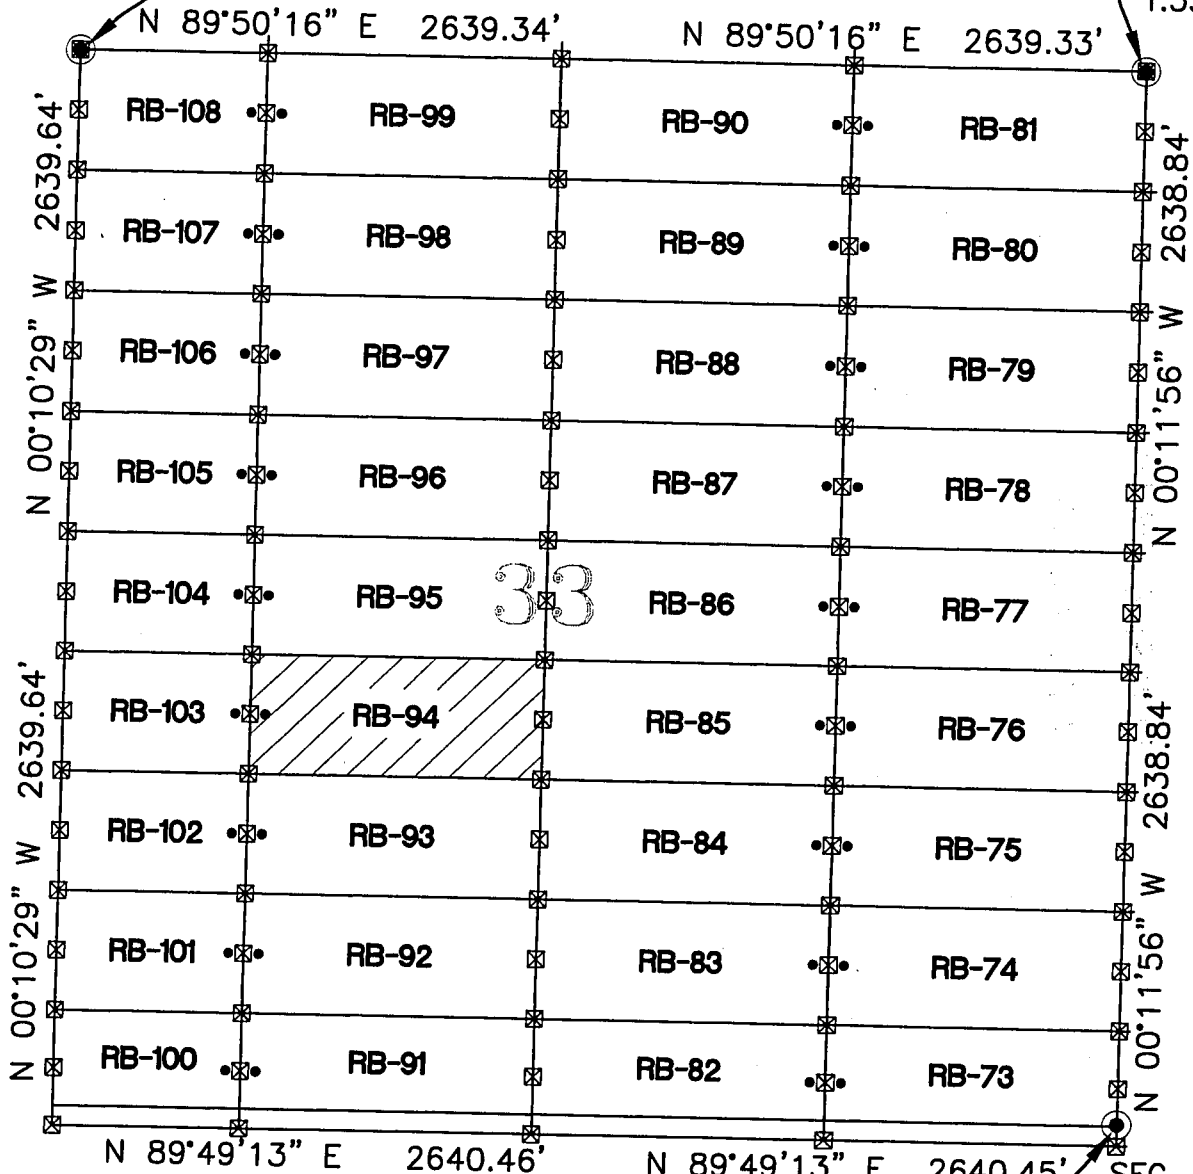 N 89°50'16" E 2639.34' N 89°50'16" E 2639.33'
RB-108 RB-99 RB-90 RB-81
RB-107 RB-98 RB-89 RB-80
RB-106 RB-97 RB-88 RB-79
RB-105 RB-96 RB-87 RB-78
RB-104 RB-95 33 RB-86 RB-77
RB-103 RB-94 RB-85 RB-76
RB-102 RB-93 RB-84 RB-75
RB-101 RB-92 RB-83 RB-74
RB-100 RB-91 RB-82 RB-73
N 00°10'29" W 2639.64'
N 00°10'29" W 2639.64'
N 00°11'56" W 2638.84'
N 00°11'56" W 2638.84'
N 89°49'13" E 2640.46' N 89°49'13" E 2640.45'